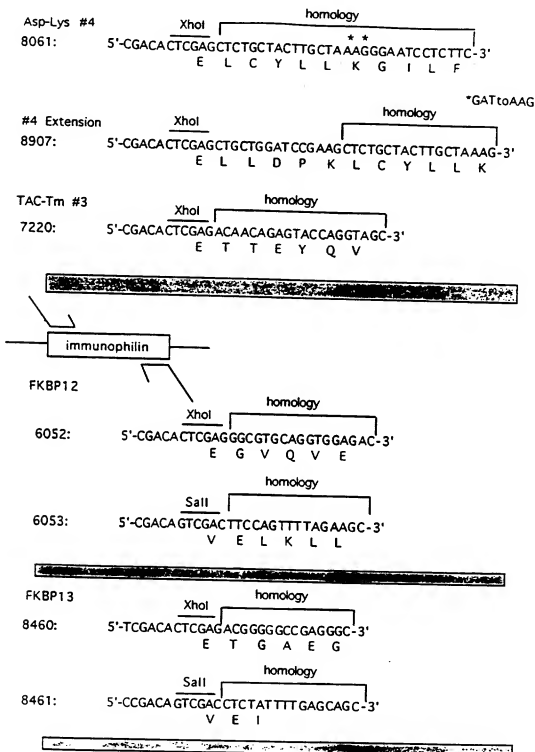 Asp-Lys #4
XhoI homology
* *
8061: 5'-CGACACTCGAGCTCTGCTACTTGCTAAAGGGAATCCTCTTC-3'
E L C Y L L K G I L F
*GATtoAAG
#4 Extension
XhoI homology
8907: 5'-CGACACTCGAGCTGCTGGATCCGAAGCTCTGCTACTTGCTAAAG-3'
E L L D P K L C Y L L K
TAC-Tm #3
XhoI homology
7220: 5'-CGACACTCGAGACAACAGAGTACCAGGTAGC-3'
E T T E Y Q V
immunophilin
FKBP12
XhoI homology
6052: 5'-CGACACTCGAGGGCGTGCAGGTGGAGAC-3'
E G V Q V E
SalI homology
6053: 5'-CGACAGTCGACTTCCAGTTTTAGAAGC-3'
V E L K L L
FKBP13
XhoI homology
8460: 5'-TCGACACTCGAGACGGGGGCCGAGGGC-3'
E T G A E G
SalI homology
8461: 5'-CCGACAGTCGACCTCTATTTTGAGCAGC-3'
V E I